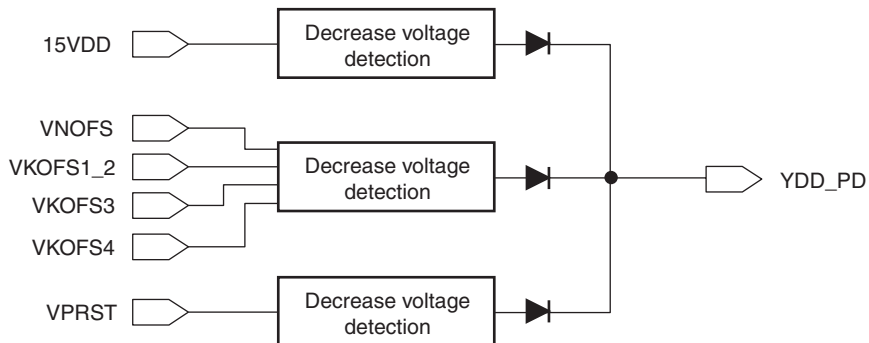 15VDD
Decrease voltage
detection
VNOFS
VKOFS1_2
VKOFS3
VKOFS4
Decrease voltage
detection
YDD_PD
VPRST
Decrease voltage
detection